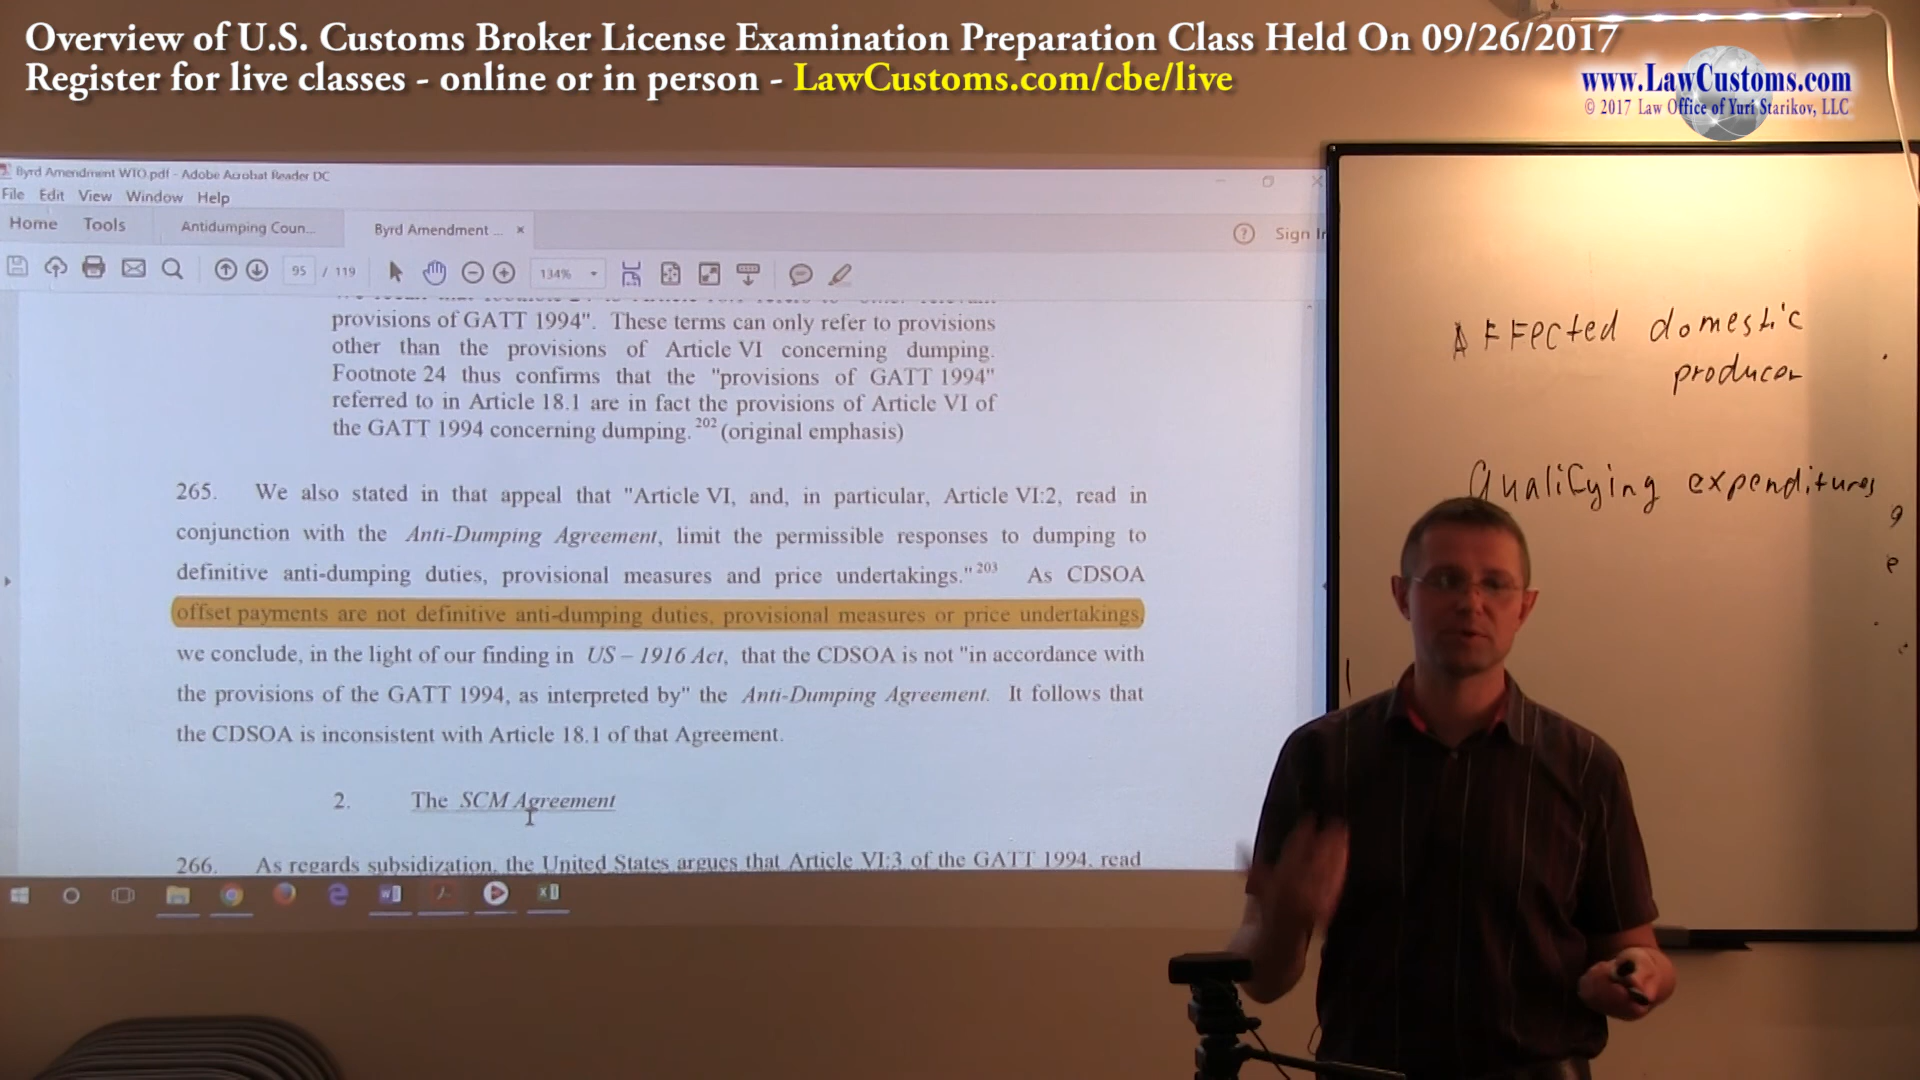 Overview of U.S. Customs Broker License Examination Preparation Class Held On 09/26/2017
Register for live classes - online or in person - LawCustoms.com/cbe/live
www.LawCustoms.com
© 2017 Law Office of Yuri Starikov, LLC
Byrd Amendment WTO.pdf - Adobe Acrobat Reader DC
File Edit View Window Help
Home Tools Antidumping Coun... Byrd Amendment ... × ? Sign In
95 / 119 134%
provisions of GATT 1994". These terms can only refer to provisions
other than the provisions of Article VI concerning dumping.
Footnote 24 thus confirms that the "provisions of GATT 1994"
referred to in Article 18.1 are in fact the provisions of Article VI of
the GATT 1994 concerning dumping.202 (original emphasis)
265. We also stated in that appeal that "Article VI, and, in particular, Article VI:2, read in
conjunction with the Anti-Dumping Agreement, limit the permissible responses to dumping to
definitive anti-dumping duties, provisional measures and price undertakings."203 As CDSOA
offset payments are not definitive anti-dumping duties, provisional measures or price undertakings,
we conclude, in the light of our finding in US – 1916 Act, that the CDSOA is not "in accordance with
the provisions of the GATT 1994, as interpreted by" the Anti-Dumping Agreement. It follows that
the CDSOA is inconsistent with Article 18.1 of that Agreement.
2. The SCM Agreement
266. As regards subsidization, the United States argues that Article VI:3 of the GATT 1994, read
Affected domestic
producer
Qualifying expenditures